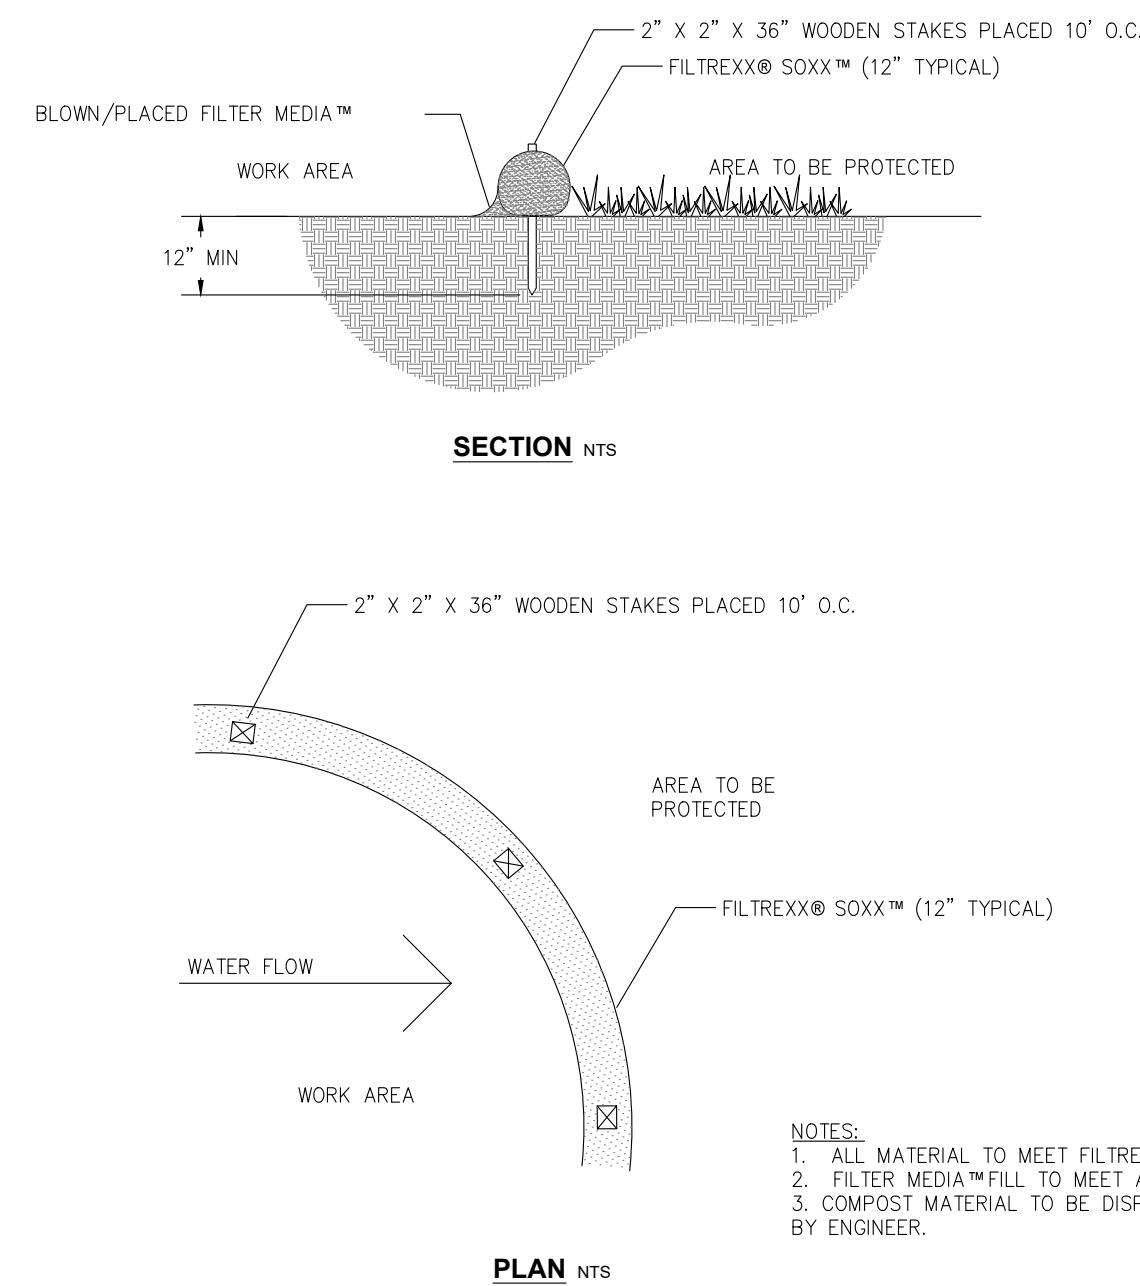 2” X 2” X 36” WOODEN STAKES PLACED 10’ O.C.
FILTREXX® SOXX™ (12” TYPICAL)
BLOWN/PLACED FILTER MEDIA™
WORK AREA
AREA TO BE PROTECTED
12” MIN
SECTION NTS
2” X 2” X 36” WOODEN STAKES PLACED 10’ O.C.
AREA TO BE
PROTECTED
FILTREXX® SOXX™ (12” TYPICAL)
WATER FLOW
WORK AREA
NOTES:
1. ALL MATERIAL TO MEET
2. FILTER MEDIA™ FILL TO MEET
3. COMPOST MATERIAL TO BE
BY ENGINEER.
PLAN NTS